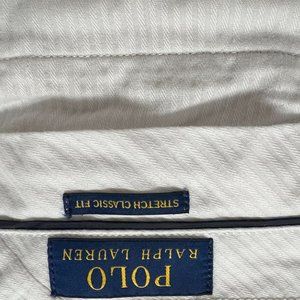 POLO
RALPH LAUREN
STRETCH CLASSIC FIT